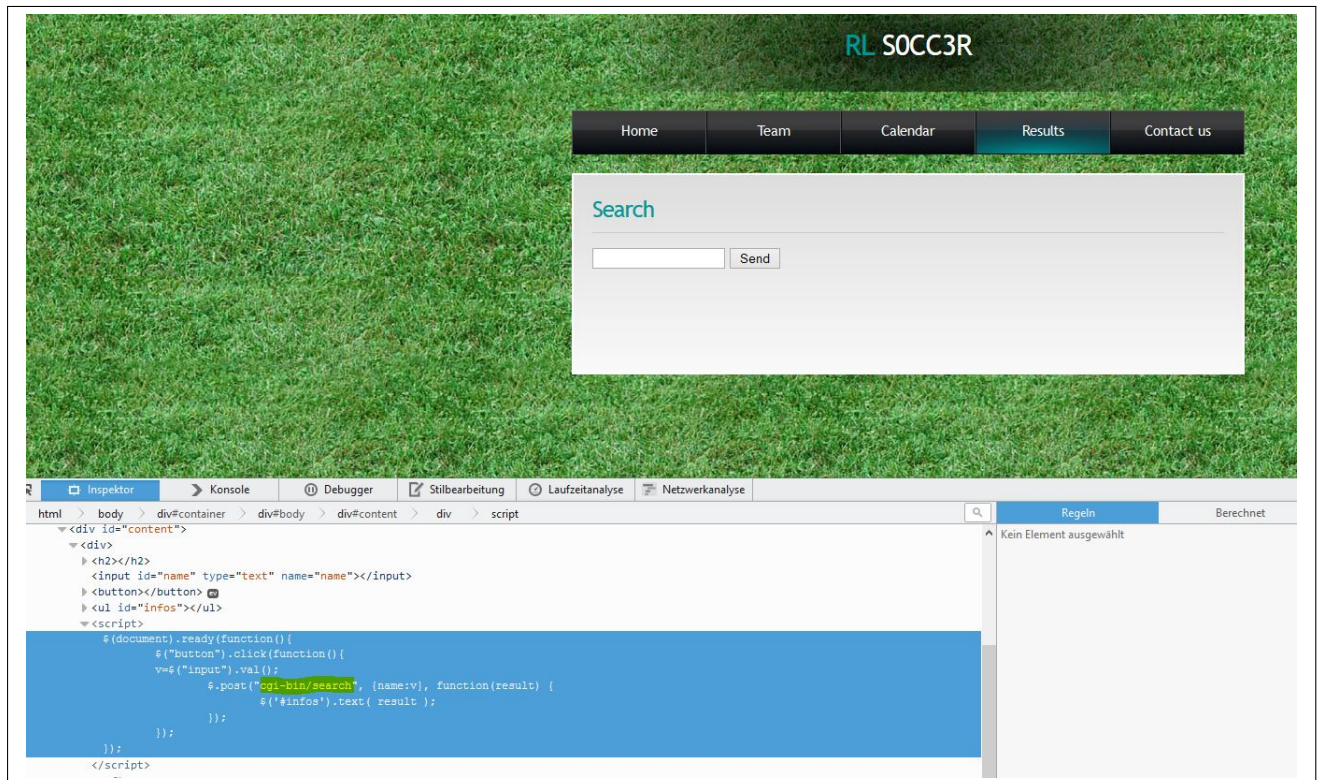 RL S0CC3R
Home Team Calendar Results Contact us
Search
Send
Inspektor Konsole Debugger Stilbearbeitung Laufzeitanalyse Netzwerkanalyse
html body div#container div#body div#content div script
Regeln Berechnet
Kein Element ausgewählt
<div id="content">
<div>
<h2></h2>
<input id="name" type="text" name="name"></input>
<button></button> ev
<ul id="infos"></ul>
<script>
$(document).ready(function(){
$("button").click(function(){
v=$("input").val();
$.post("cgi-bin/search", {name:v}, function(result) {
$('#infos').text( result );
});
});
});
</script>